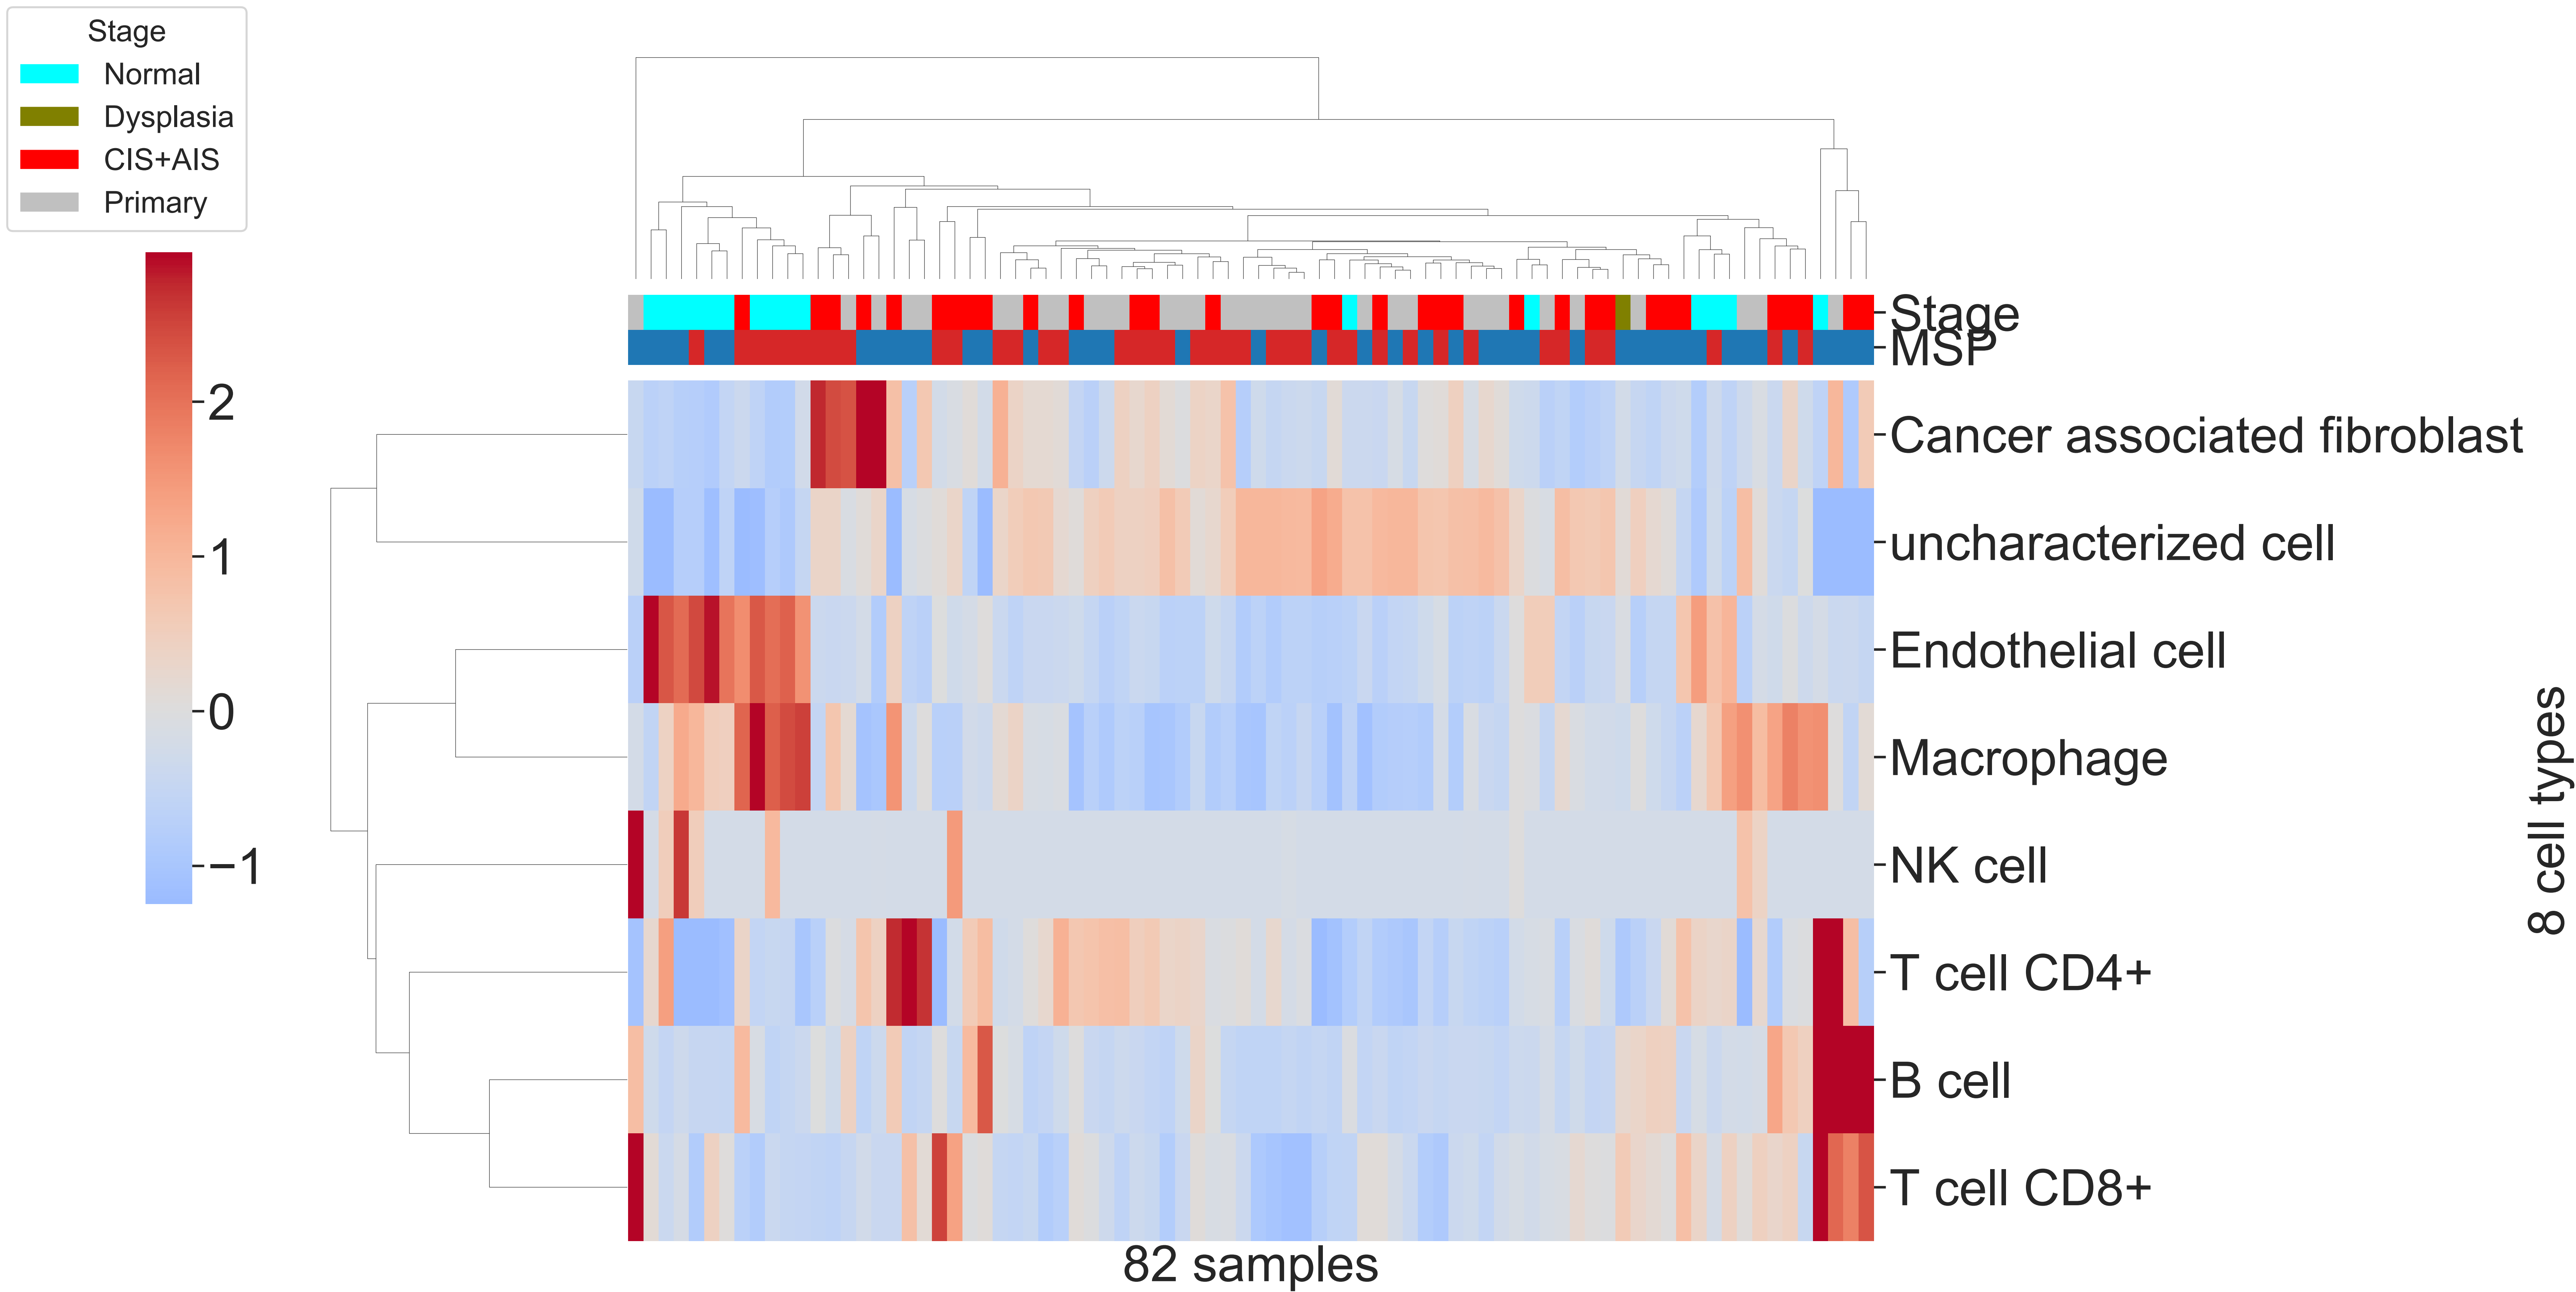 Stage
Normal
Dysplasia
CIS+AIS
Primary
2
1
0
−1
Stage
MSP
Cancer associated fibroblast
uncharacterized cell
Endothelial cell
Macrophage
NK cell
T cell CD4+
B cell
T cell CD8+
8 cell types
82 samples